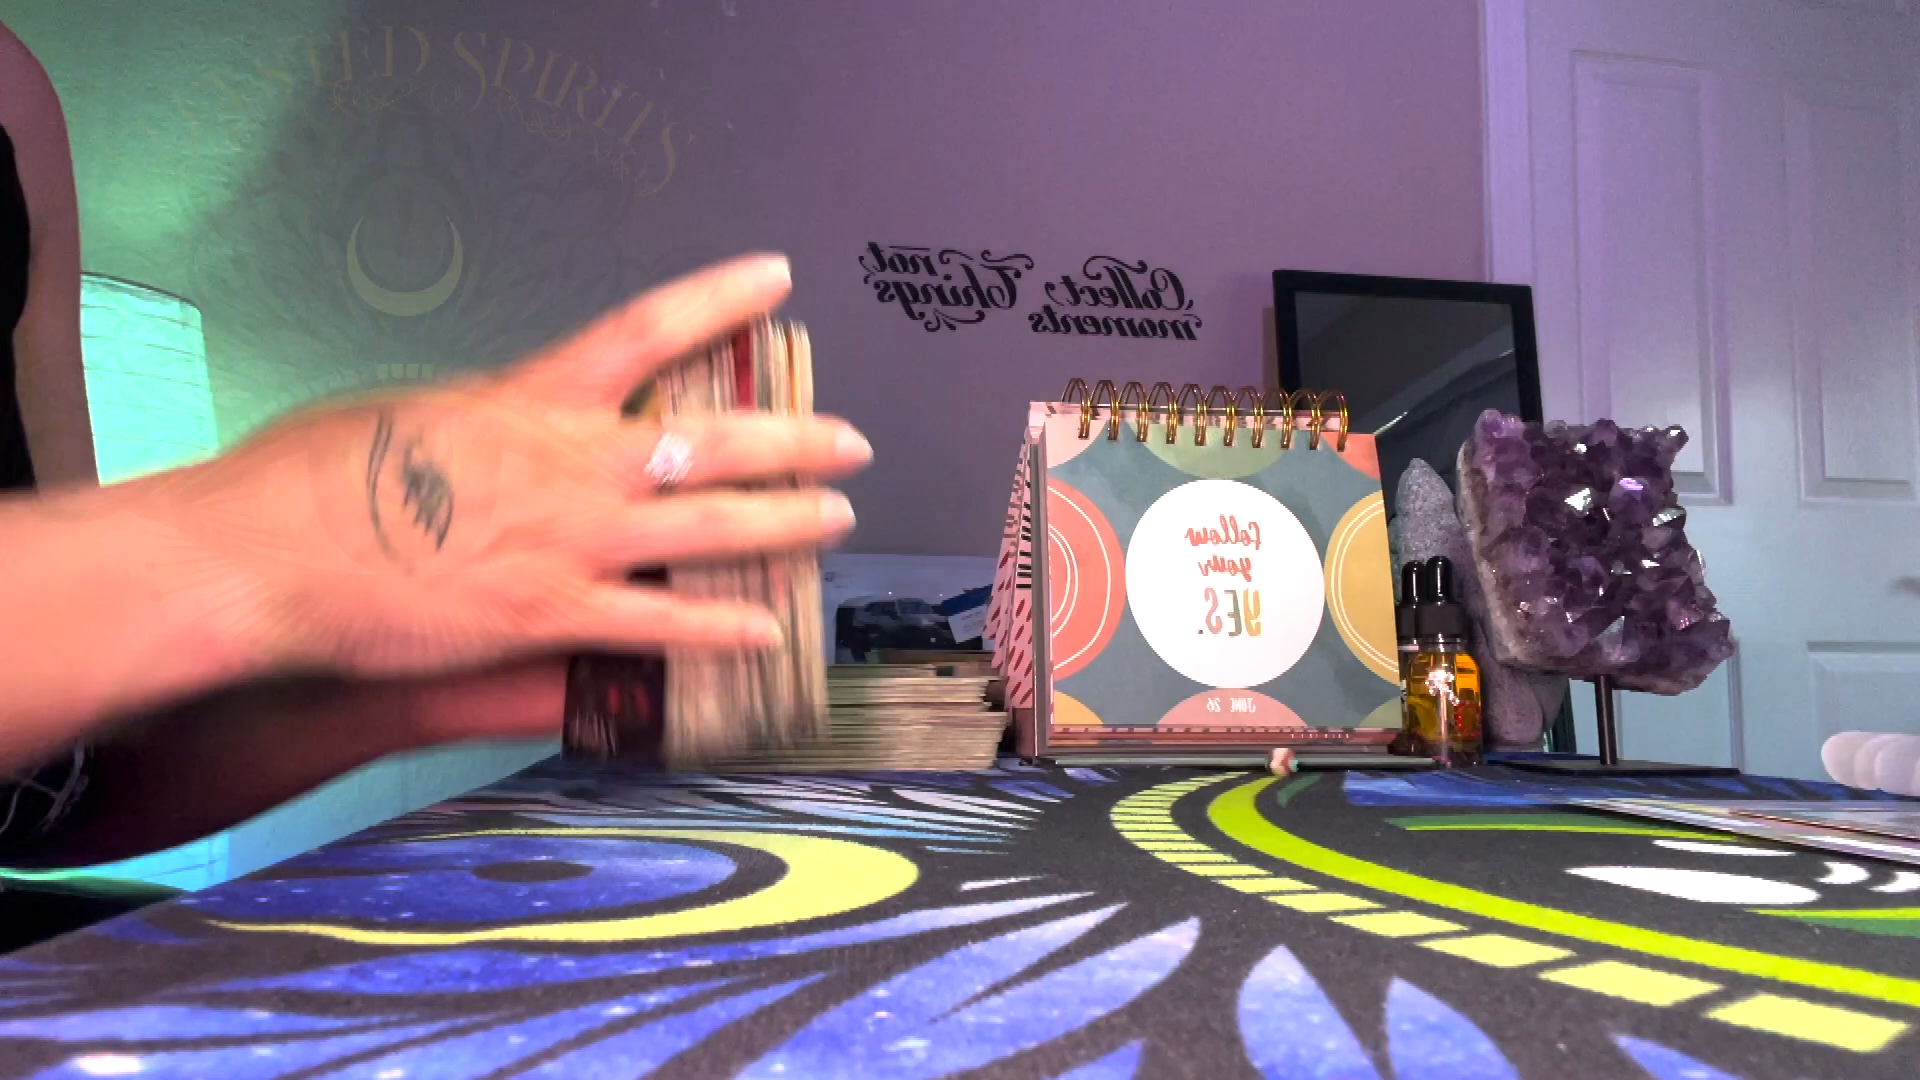 SPIRITS
Collect
moments
not
Things
follow
your
YES.
JUNE 26